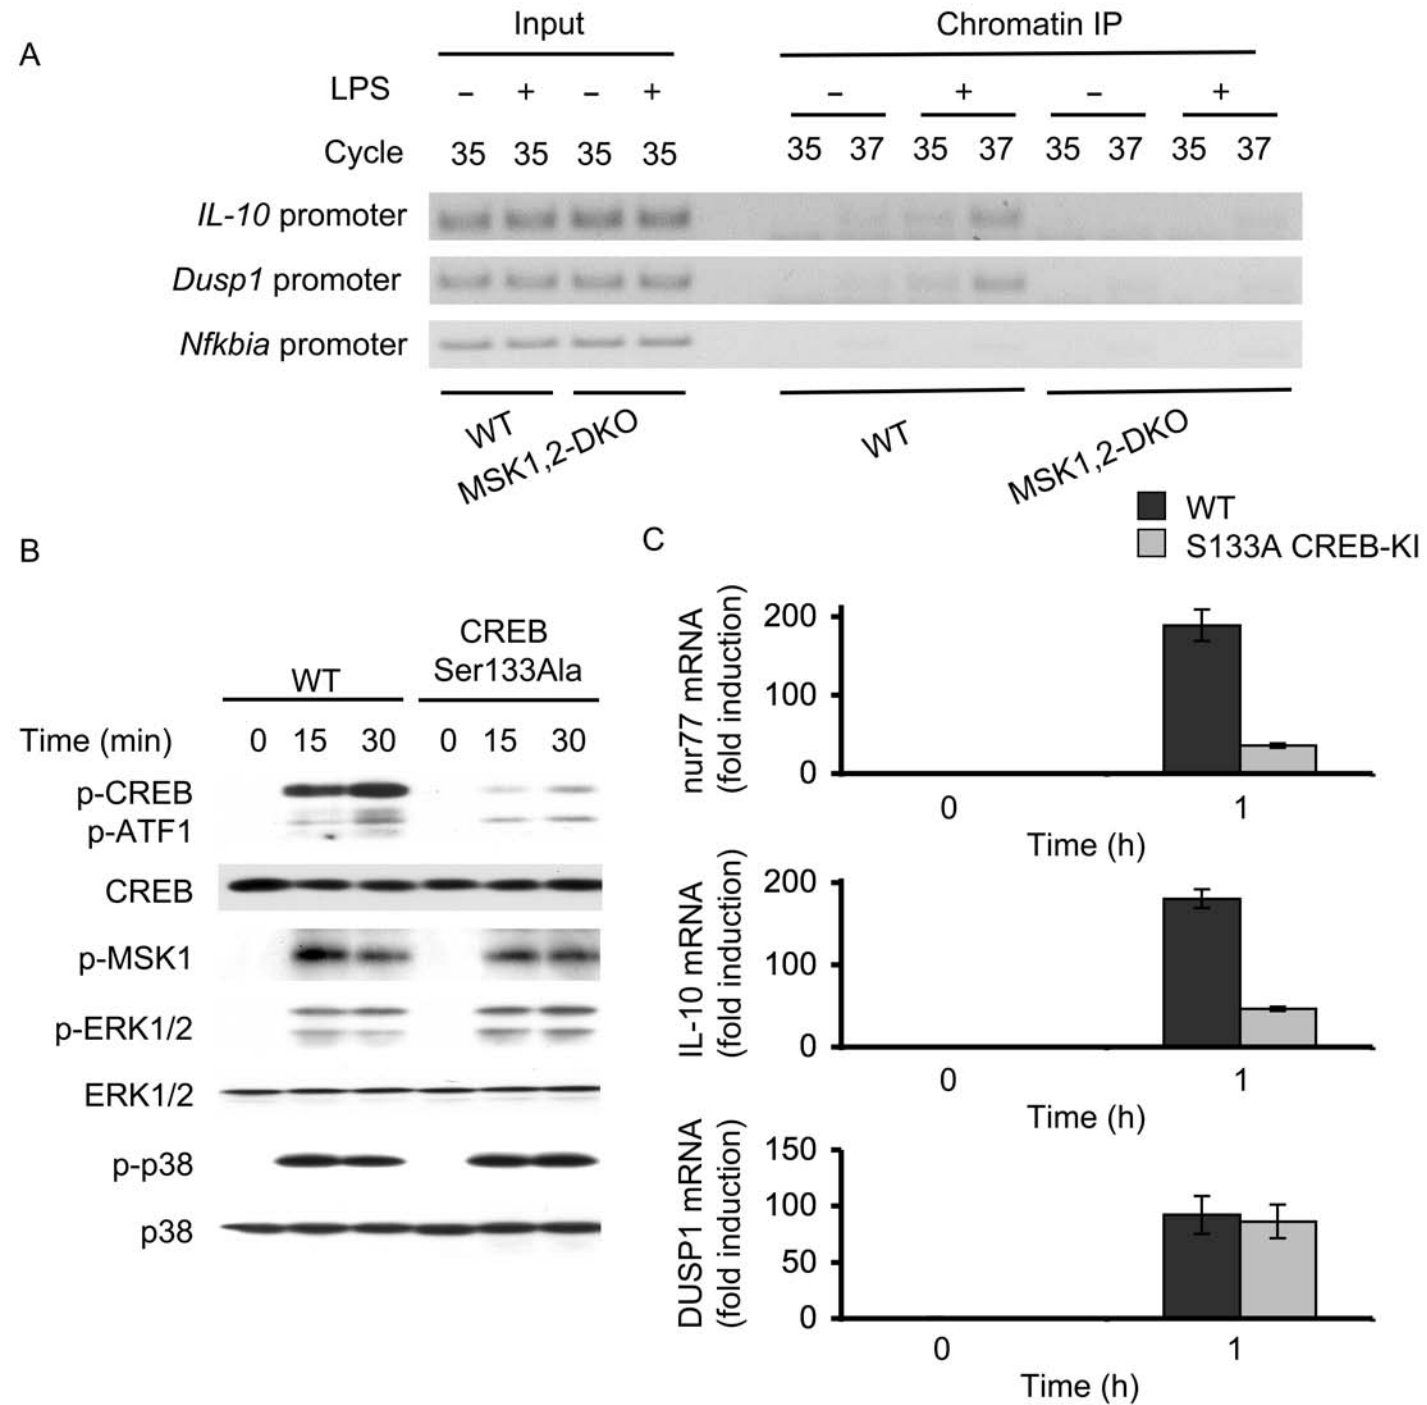 A
Input
Chromatin IP
LPS – + – + – + – +
Cycle 35 35 35 35 35 37 35 37 35 37 35 37
IL-10 promoter
Dusp1 promoter
Nfkbia promoter
WT
MSK1,2-DKO
WT
MSK1,2-DKO
B
WT
CREB
Ser133Ala
Time (min) 0 15 30 0 15 30
p-CREB
p-ATF1
CREB
p-MSK1
p-ERK1/2
ERK1/2
p-p38
p38
C
WT
S133A CREB-KI
nur77 mRNA
(fold induction)
200
100
0
0 1
Time (h)
IL-10 mRNA
(fold induction)
200
100
0
0 1
Time (h)
DUSP1 mRNA
(fold induction)
150
100
50
0
0 1
Time (h)